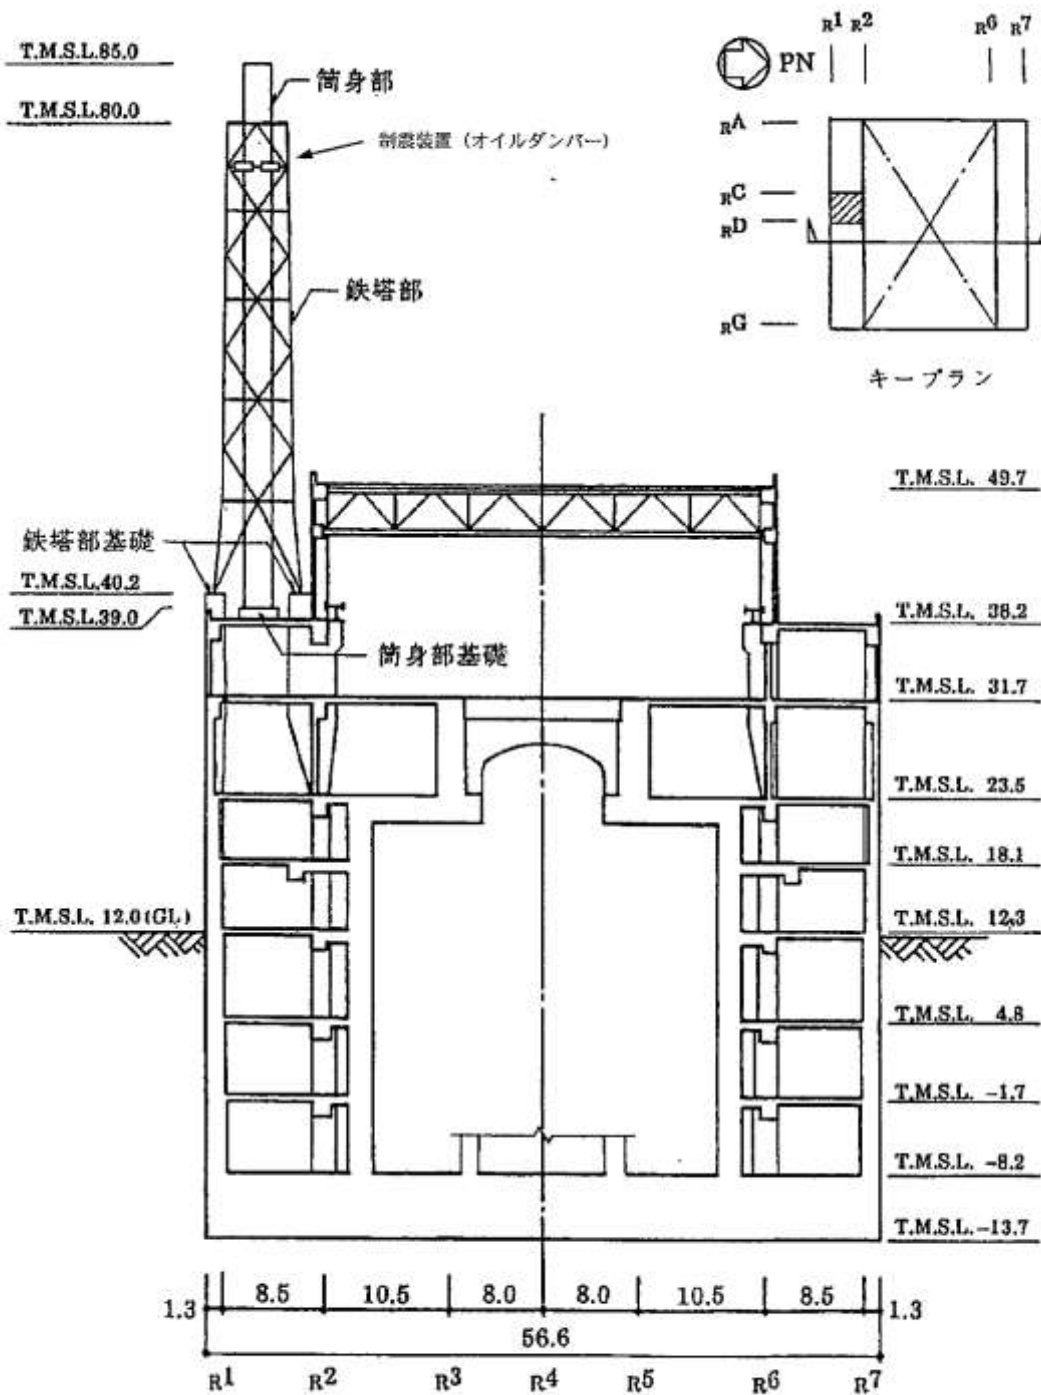 T.M.S.L.85.0
T.M.S.L.80.0
筒身部
制震装置（オイルダンパー）
鉄塔部
鉄塔部基礎
T.M.S.L.40.2
T.M.S.L.39.0
筒身部基礎
T.M.S.L. 12.0(GL)
R1 R2 R6 R7
PN
RA
RC
RD
RG
キープラン
T.M.S.L. 49.7
T.M.S.L. 38.2
T.M.S.L. 31.7
T.M.S.L. 23.5
T.M.S.L. 18.1
T.M.S.L. 12.3
T.M.S.L. 4.8
T.M.S.L. -1.7
T.M.S.L. -8.2
T.M.S.L.-13.7
1.3 8.5 10.5 8.0 8.0 10.5 8.5 1.3
56.6
R1 R2 R3 R4 R5 R6 R7